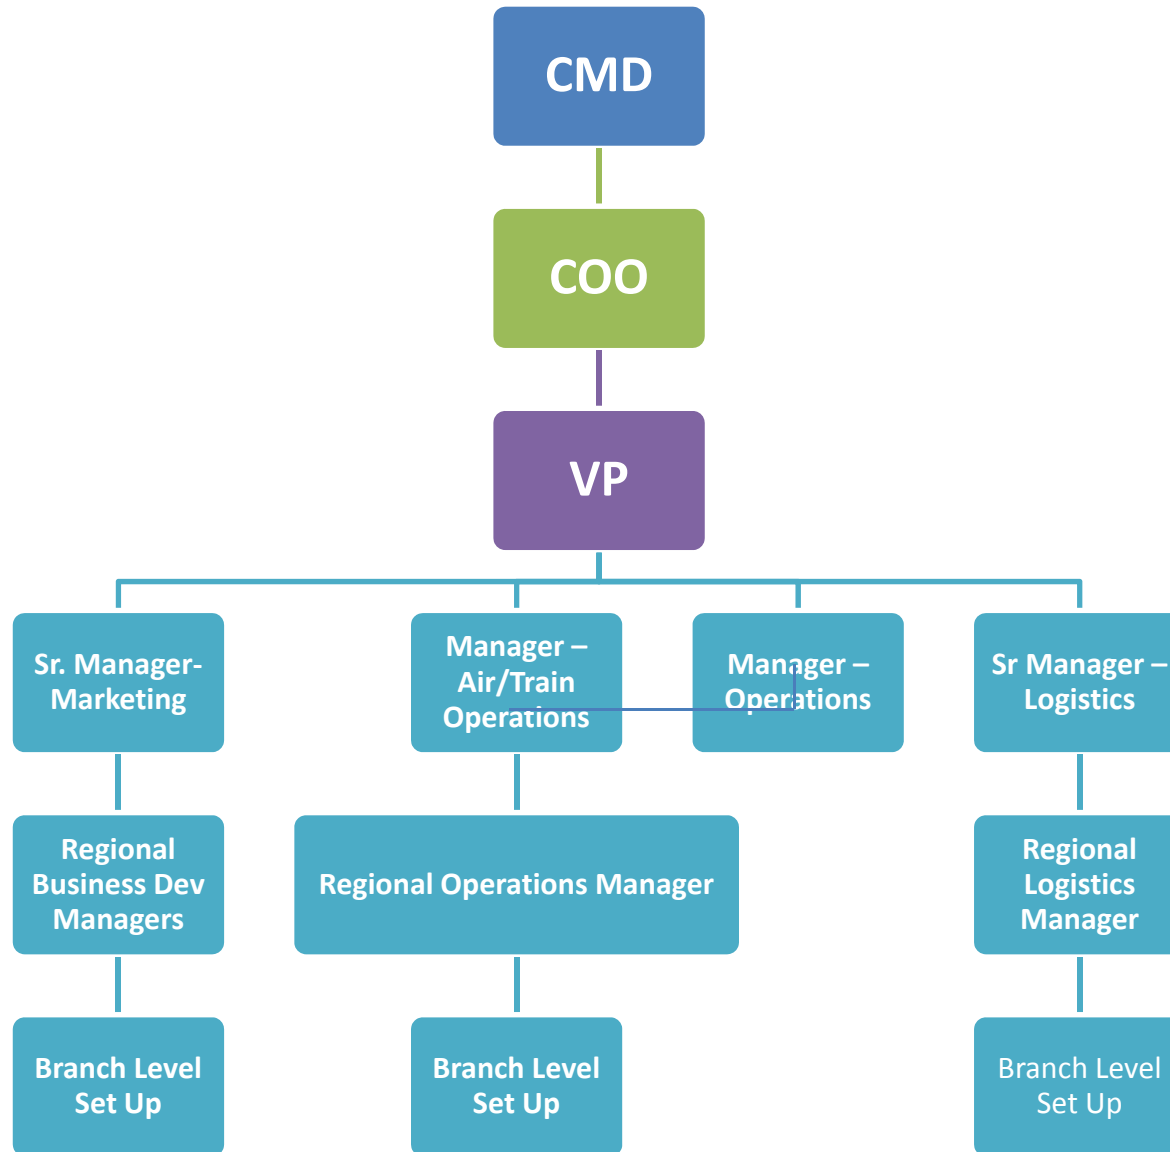 CMD
COO
VP
Sr. Manager-
Marketing
Manager –
Air/Train
Operations
Manager –
Operations
Sr Manager –
Logistics
Regional
Business Dev
Managers
Regional Operations Manager
Regional
Logistics
Manager
Branch Level
Set Up
Branch Level
Set Up
Branch Level
Set Up